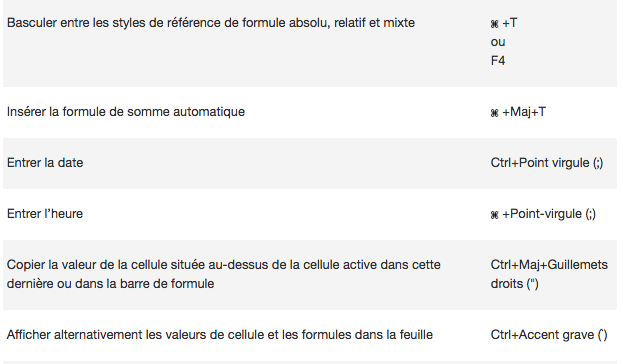 Basculer entre les styles de référence de formule absolu, relatif et mixte
⌘ +T
ou
F4
Insérer la formule de somme automatique
⌘ +Maj+T
Entrer la date
Ctrl+Point virgule (;)
Entrer l’heure
⌘ +Point-virgule (;)
Copier la valeur de la cellule située au-dessus de la cellule active dans cette
dernière ou dans la barre de formule
Ctrl+Maj+Guillemets
droits (")
Afficher alternativement les valeurs de cellule et les formules dans la feuille
Ctrl+Accent grave (`)